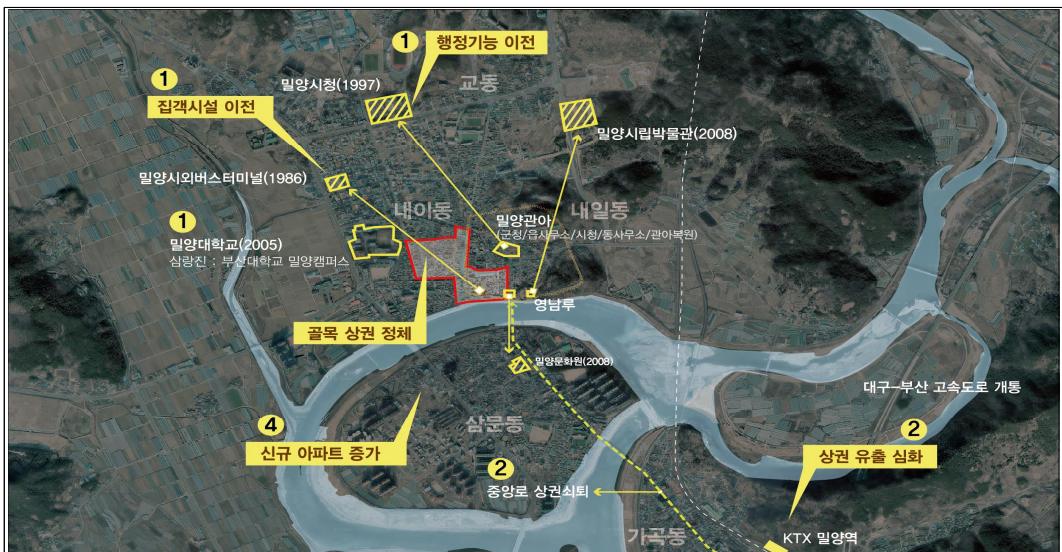 1
행정기능 이전
교동
밀양시청(1997)
1
집객시설 이전
밀양시립박물관(2008)
밀양시외버스터미널(1986)
내이동
밀양관아
(군청/읍사무소/시청/동사무소/관아복원)
내일동
1
밀양대학교(2005)
삼랑진 : 부산대학교 밀양캠퍼스
영남루
골목 상권 정체
밀양문화원(2008)
대구-부산 고속도로 개통
4
신규 아파트 증가
삼문동
2
상권 유출 심화
2
중앙로 상권쇠퇴
가곡동
KTX 밀양역